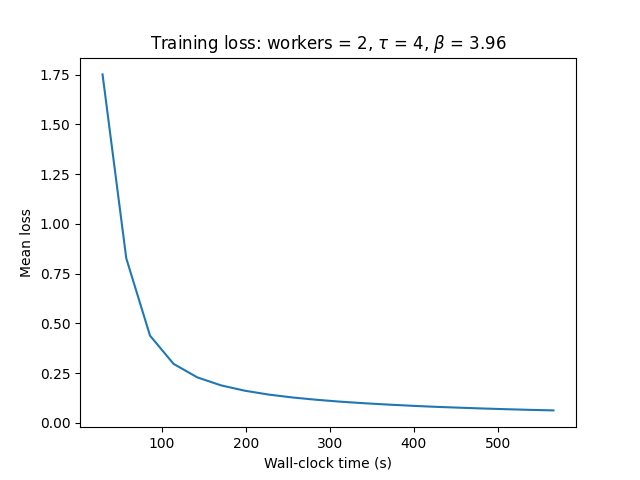 Training loss: workers = 2, τ = 4, β = 3.96
Mean loss
1.75
1.50
1.25
1.00
0.75
0.50
0.25
0.00
100 200 300 400 500
Wall-clock time (s)